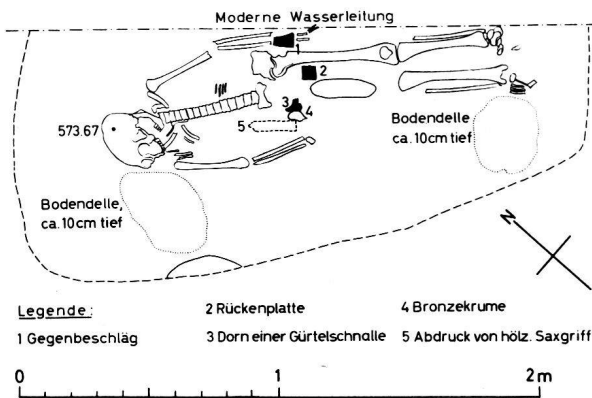 Moderne Wasserleitung
1
2
3
4
5
573.67
Bodendelle
ca. 10cm tief
Bodendelle,
ca. 10cm tief
N
Legende:
1 Gegenbeschläg
2 Rückenplatte
3 Dorn einer Gürtelschnalle
4 Bronzekrume
5 Abdruck von hölz. Saxgriff
0 1 2m